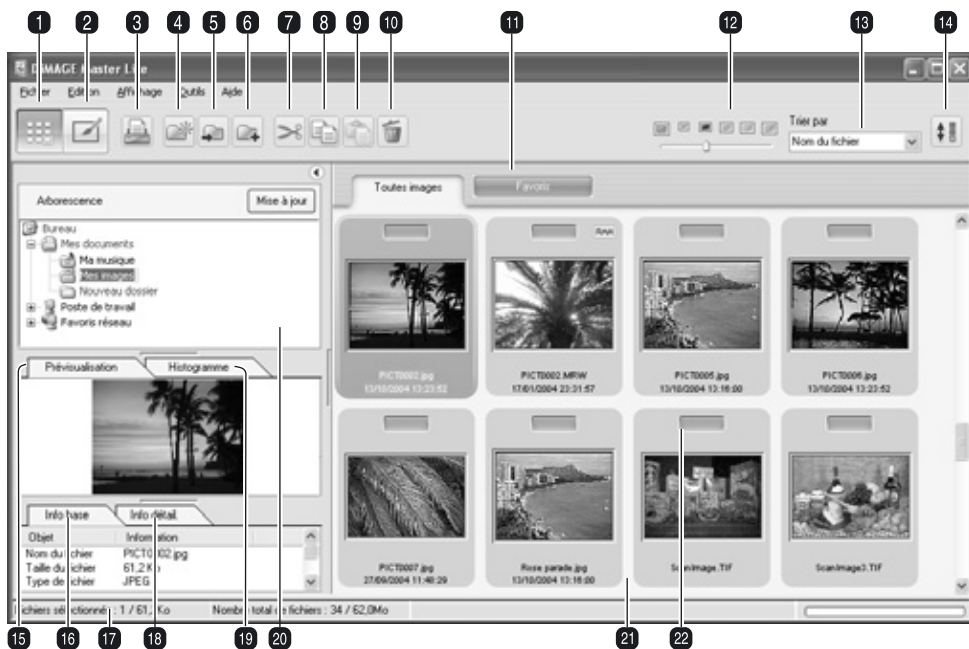 1 2 3 4 5 6 7 8 9 10 11 12 13 14
DiMAGE Master Lite
Fichier Edition Affichage Outils Aide
Trier par
Nom du fichier
Arborescence Mise à jour
Bureau
Mes documents
Ma musique
Mes images
Nouveau dossier
Poste de travail
Favoris réseau
Toutes images Favoris
RAW
PICT0002.jpg
13/10/2004 13:23:52
PICT0002.MRW
17/01/2004 23:31:57
PICT0005.jpg
13/10/2004 13:16:00
PICT0006.jpg
13/10/2004 13:23:52
Prévisualisation Histogramme
PICT0007.jpg
27/09/2004 11:40:29
Rose parade.jpg
13/10/2004 13:16:00
ScanImage.TIF
ScanImage3.TIF
Info base Info détail.
Objet Information
Nom du fichier PICT0002.jpg
Taille du fichier 61,2 Ko
Type de fichier JPEG
Fichiers sélectionnés : 1 / 61,2Ko Nombre total de fichiers : 34 / 62,0Mo
15 16 17 18 19 20 21 22